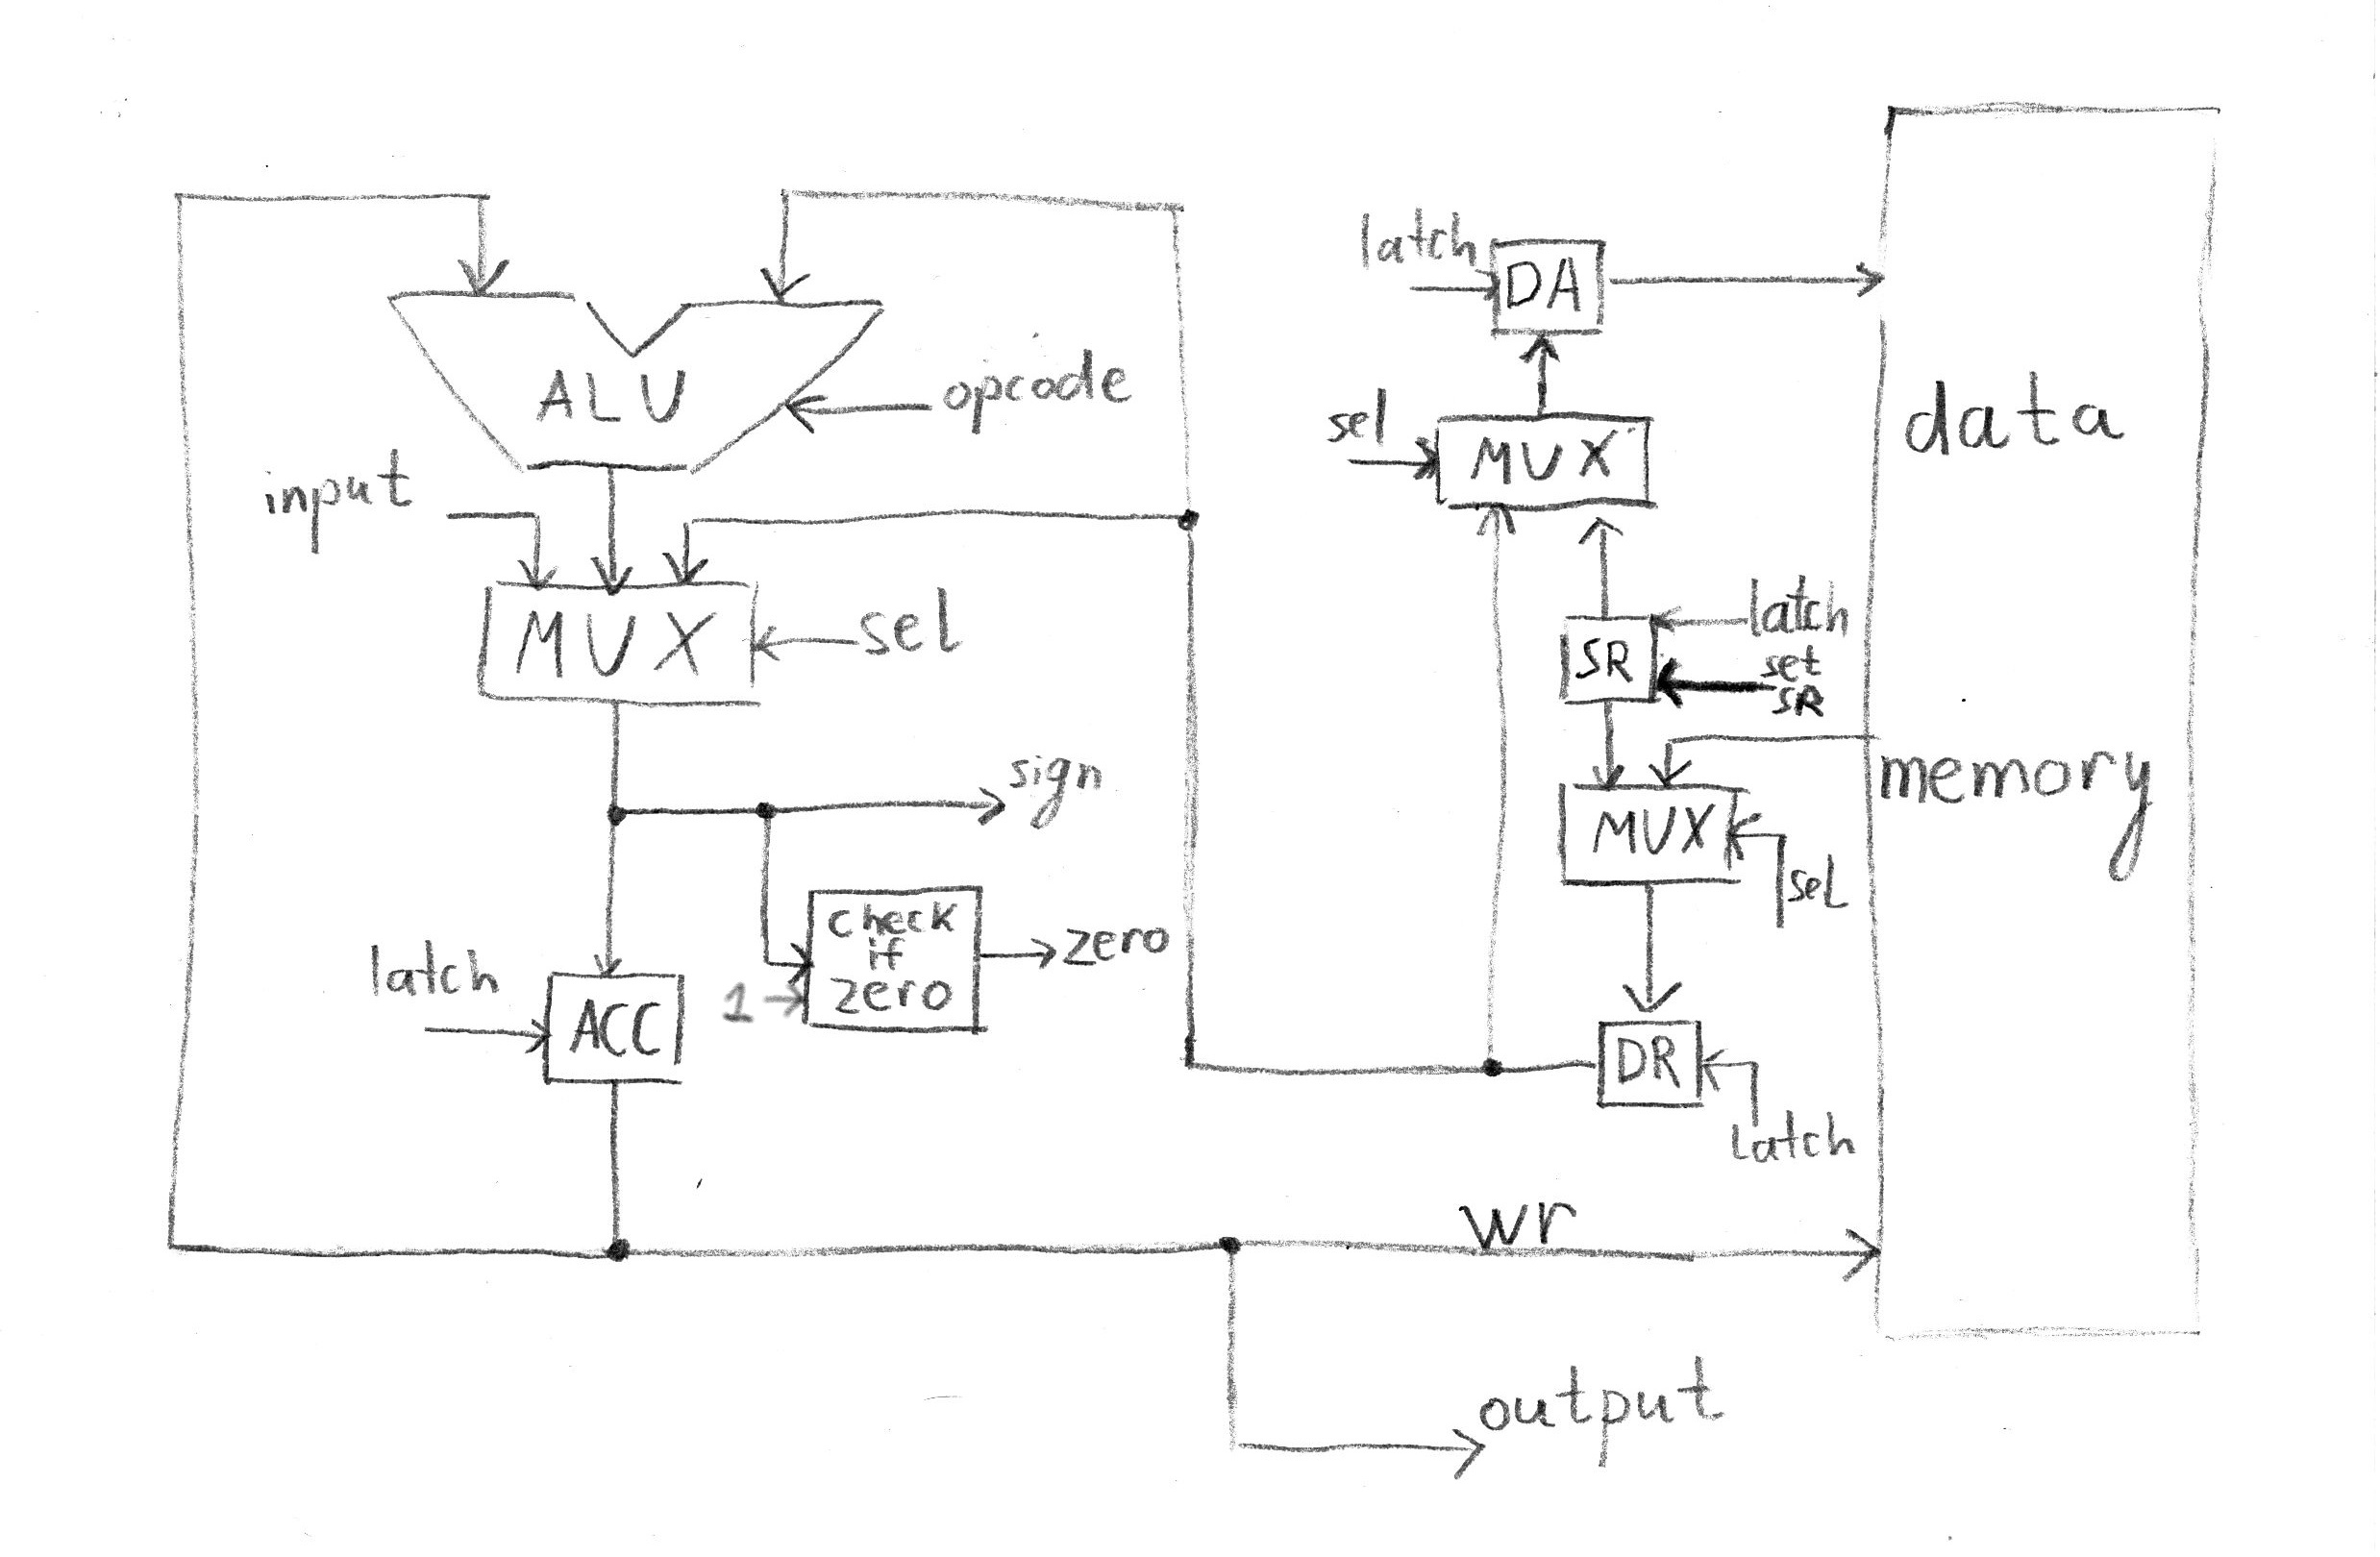 latch
DA
ALU
opcode
data
sel
MUX
input
MUX
sel
latch
SR
set
SR
sign
memory
MUX
sel
check
if
zero
zero
latch
1
ACC
DR
latch
wr
output